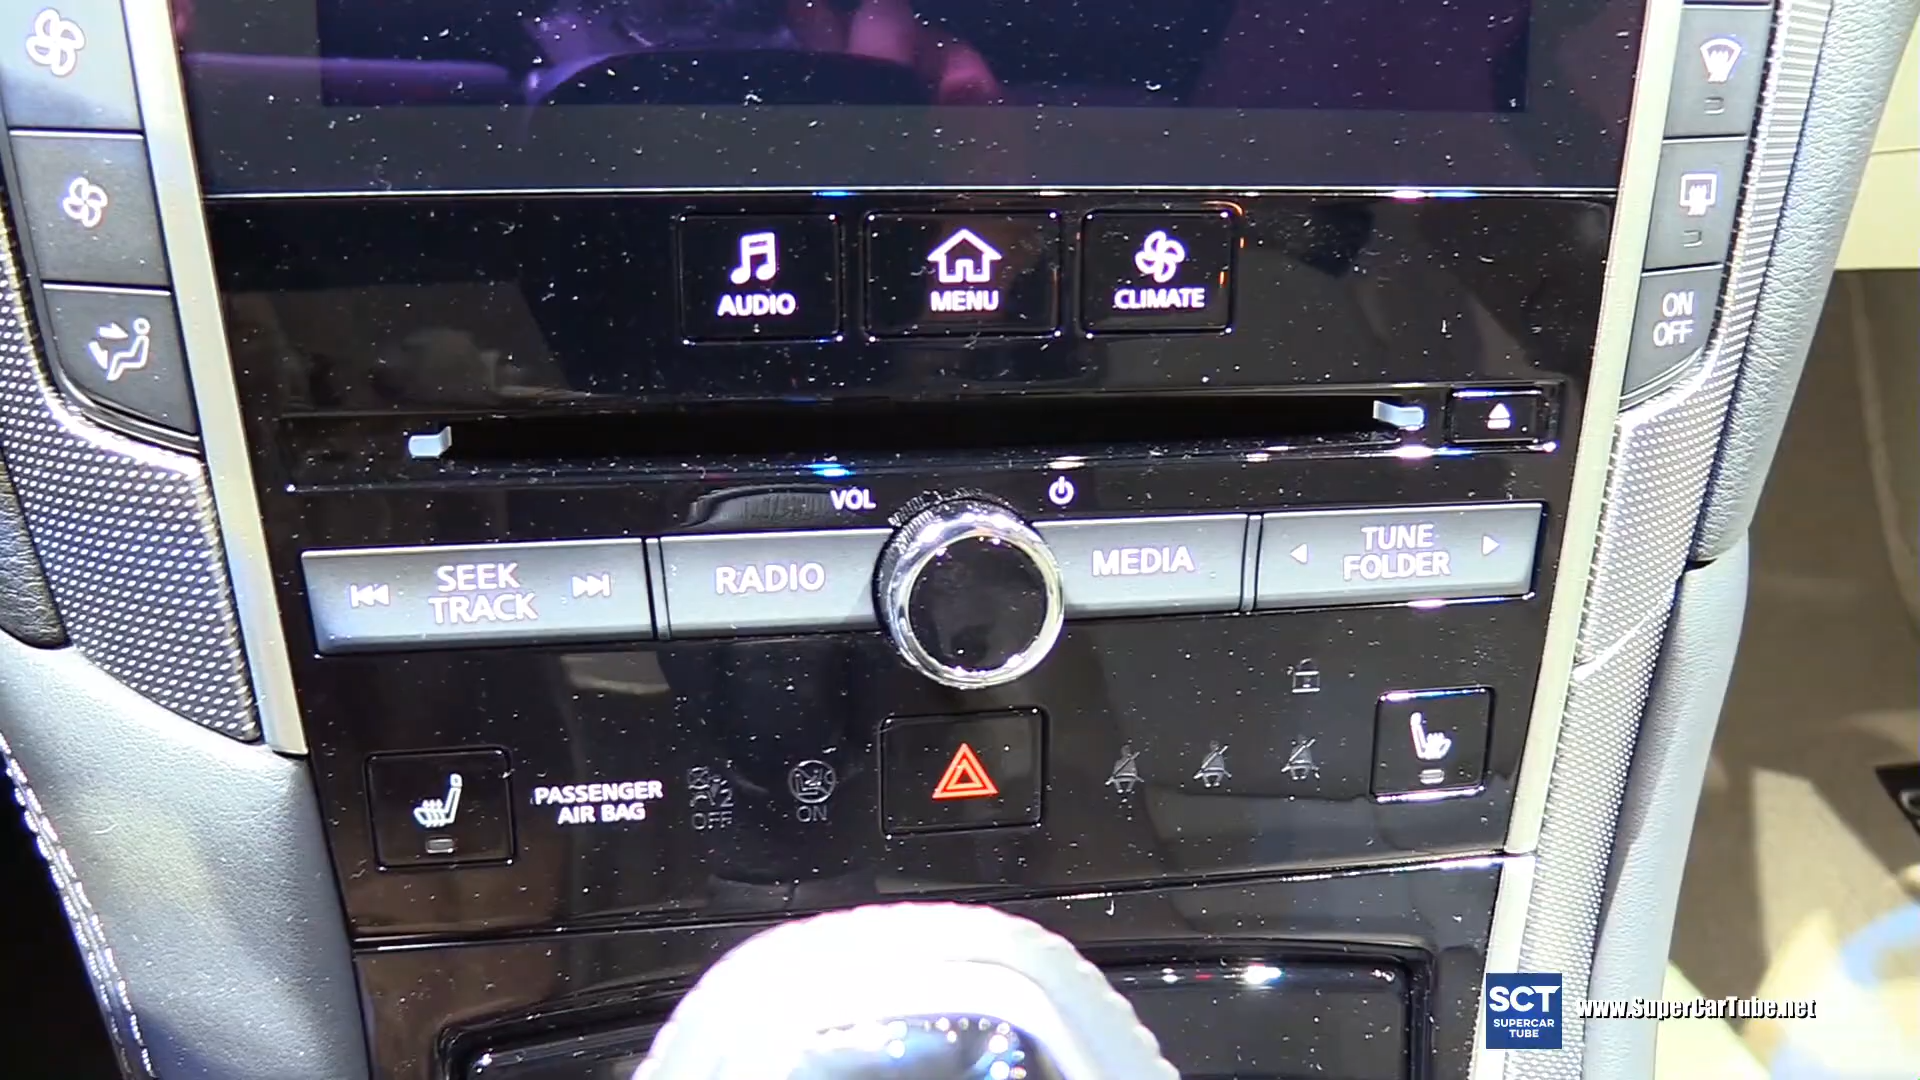 AUDIO
MENU
CLIMATE
ON
OFF
VOL
SEEK
TRACK
RADIO
MEDIA
TUNE
FOLDER
PASSENGER
AIR BAG
OFF
ON
SCT
SUPERCAR
TUBE
www.SuperCarTube.net